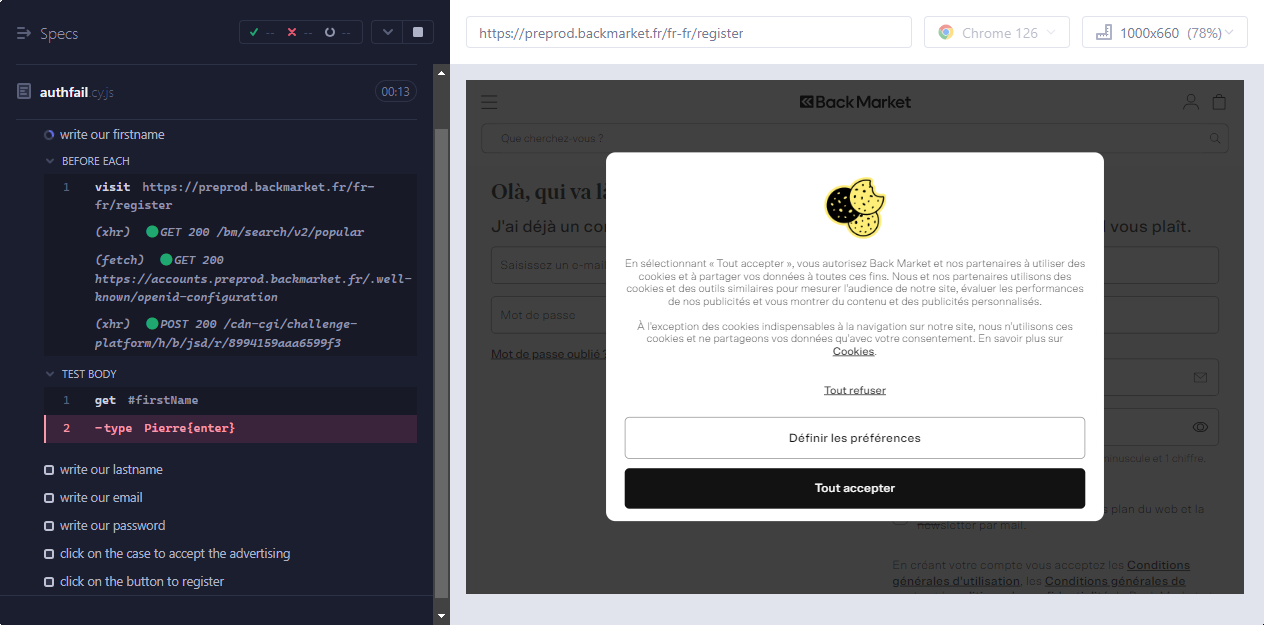 Specs
-- -- --
authfail.cy.js 00:13
write our firstname
BEFORE EACH
1 visit https://preprod.backmarket.fr/fr-
fr/register
(xhr) GET 200 /bm/search/v2/popular
(fetch) GET 200
https://accounts.preprod.backmarket.fr/.well-
known/openid-configuration
(xhr) POST 200 /cdn-cgi/challenge-
platform/h/b/jsd/r/8994159aaa6599f3
TEST BODY
1 get #firstName
2 -type Pierre{enter}
write our lastname
write our email
write our password
click on the case to accept the advertising
click on the button to register
https://preprod.backmarket.fr/fr-fr/register
Chrome 126
1000x660 (78%)
Back Market
Que cherchez-vous ?
Olà, qui va là
J'ai déjà un co
l vous plaît.
Saisissez un e-mail
Mot de passe
Mot de passe oublié ?
En sélectionnant « Tout accepter », vous autorisez Back Market et nos partenaires à utiliser des
cookies et à partager vos données à toutes ces fins. Nous et nos partenaires utilisons des
cookies et des outils similaires pour mesurer l'audience de notre site, évaluer les performances
de nos publicités et vous montrer du contenu et des publicités personnalisés.
À l'exception des cookies indispensables à la navigation sur notre site, nous n'utilisons ces
cookies et ne partageons vos données qu'avec votre consentement. En savoir plus sur
Cookies.
Tout refuser
Définir les préférences
Tout accepter
minuscule et 1 chiffre.
s plan du web et la
newsletter par mail.
En créant votre compte vous acceptez les Conditions
générales d'utilisation, les Conditions générales de